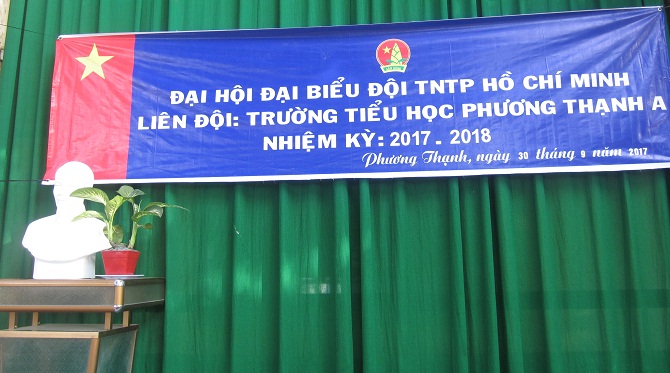 ĐẠI HỘI ĐẠI BIỂU ĐỘI TNTP HỒ CHÍ MINH
LIÊN ĐỘI: TRƯỜNG TIỂU HỌC PHƯƠNG THẠNH A
NHIỆM KỲ: 2017 - 2018
Phương Thạnh, ngày 30 tháng 9 năm 2017